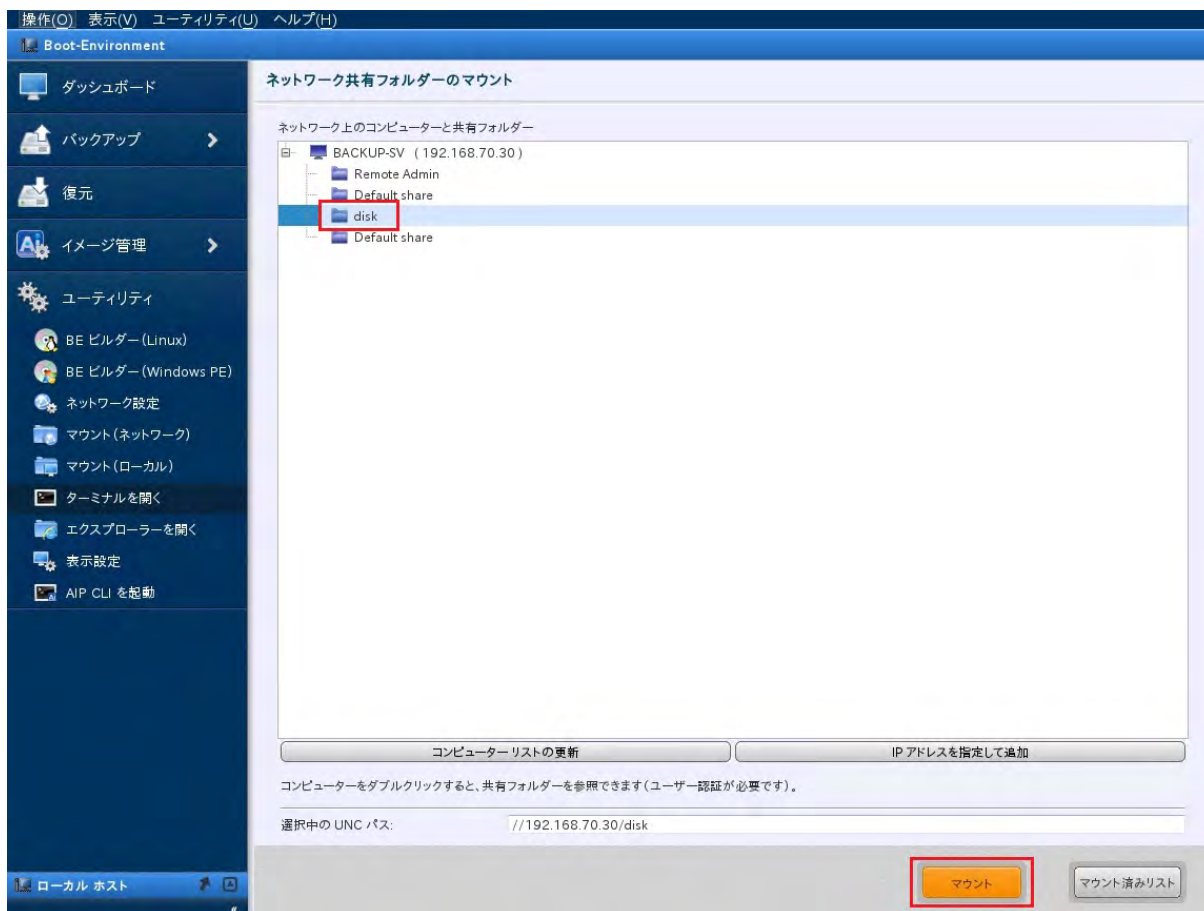 操作(O) 表示(V) ユーティリティ(U) ヘルプ(H)
Boot-Environment
ダッシュボード
バックアップ
復元
イメージ管理
ユーティリティ
BE ビルダー(Linux)
BE ビルダー(Windows PE)
ネットワーク設定
マウント(ネットワーク)
マウント(ローカル)
ターミナルを開く
エクスプローラーを開く
表示設定
AIP CLI を起動
ローカル ホスト
ネットワーク共有フォルダーのマウント
ネットワーク上のコンピューターと共有フォルダー
BACKUP-SV (192.168.70.30)
Remote Admin
Default share
disk
Default share
コンピューター リストの更新
IP アドレスを指定して追加
コンピューターをダブルクリックすると、共有フォルダーを参照できます(ユーザー認証が必要です)。
選択中の UNC パス: //192.168.70.30/disk
マウント
マウント済みリスト